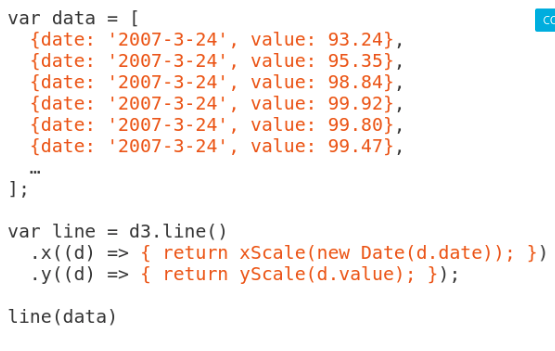 var data = [
  {date: '2007-3-24', value: 93.24},
  {date: '2007-3-24', value: 95.35},
  {date: '2007-3-24', value: 98.84},
  {date: '2007-3-24', value: 99.92},
  {date: '2007-3-24', value: 99.80},
  {date: '2007-3-24', value: 99.47},
  …
];
var line = d3.line()
  .x((d) => { return xScale(new Date(d.date)); })
  .y((d) => { return yScale(d.value); });
line(data)